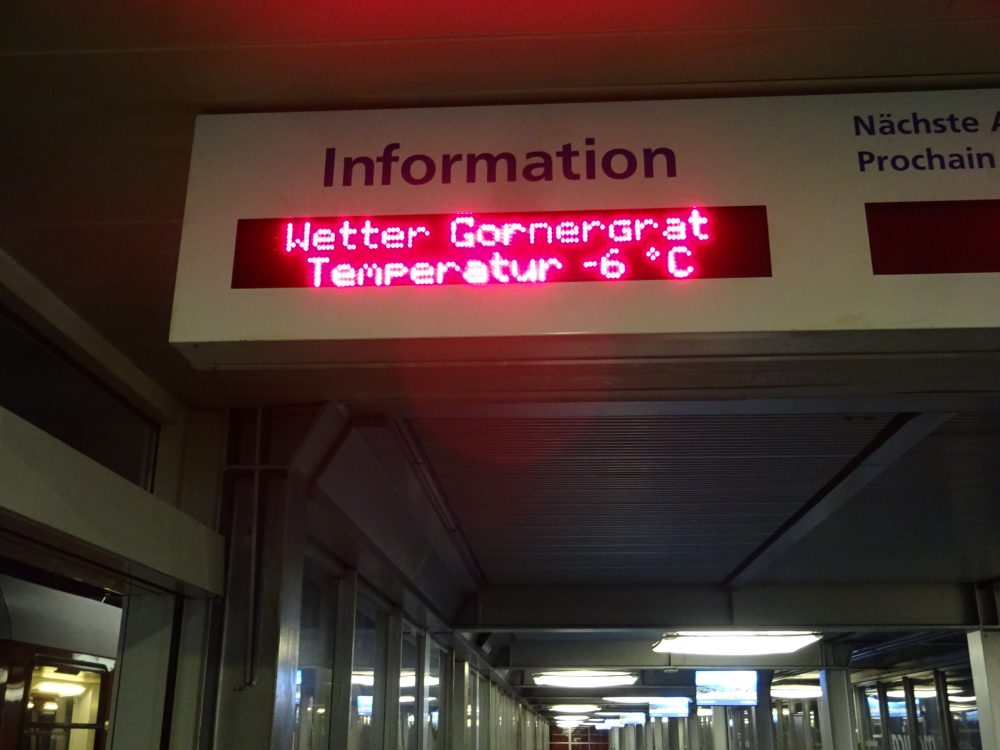 Information
Wetter Gornergrat
Temperatur -6 °C
Nächste A
Prochain